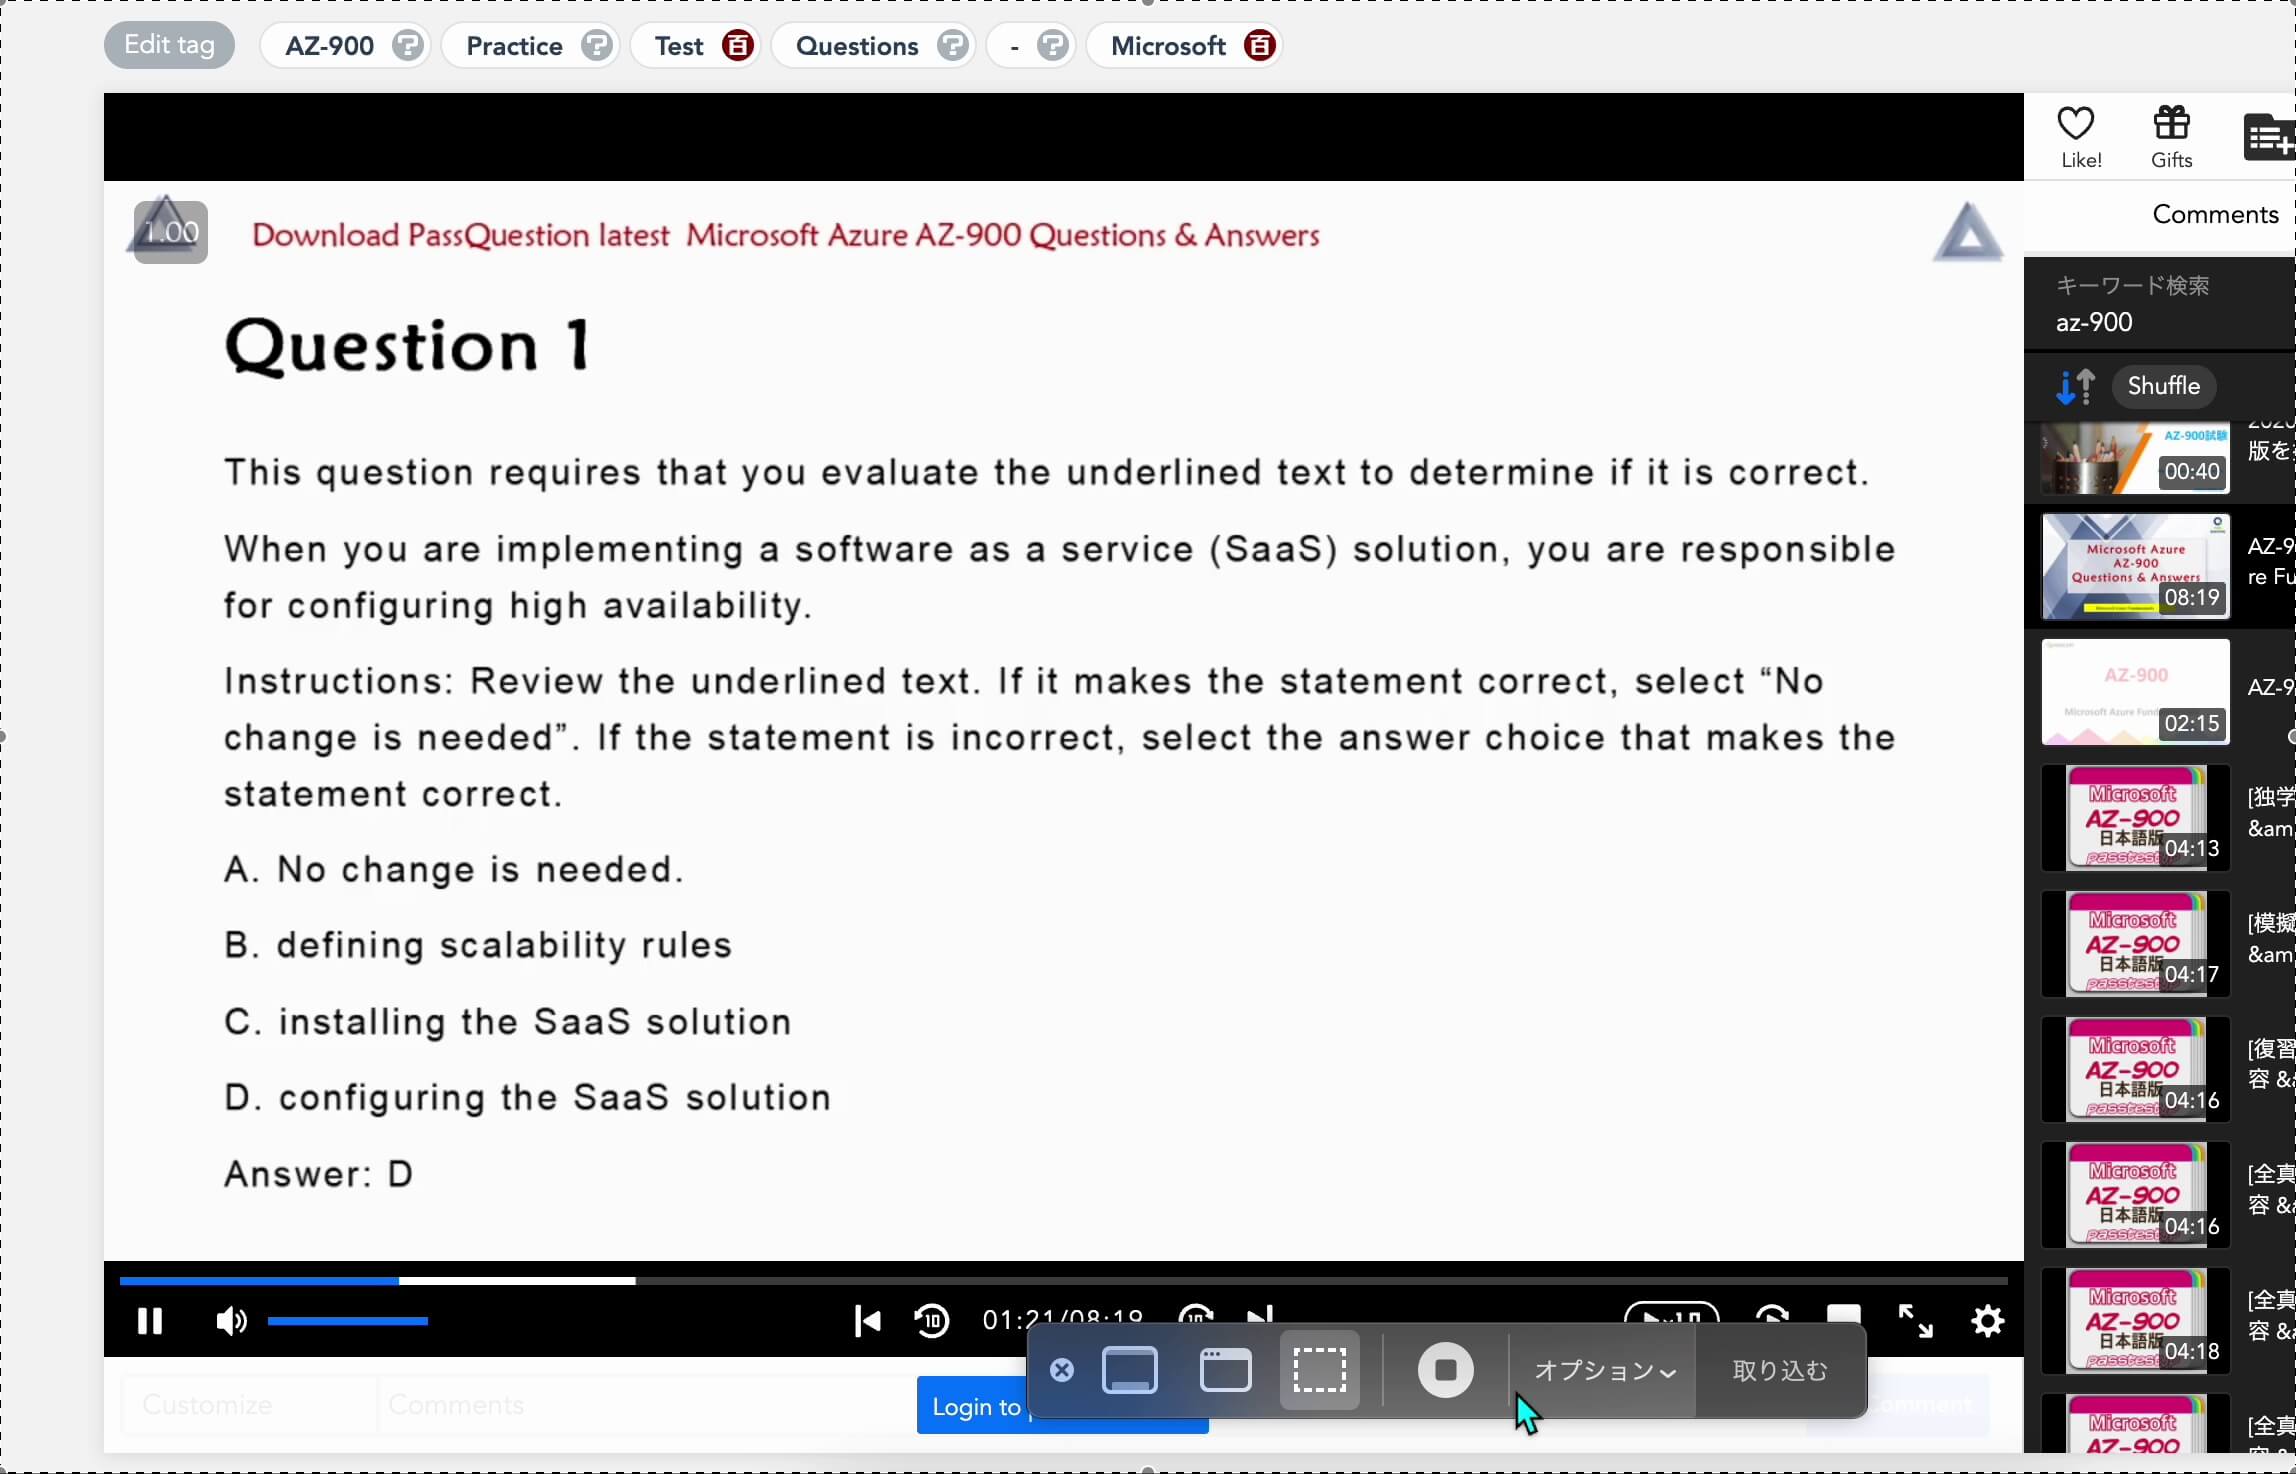 Edit tag
AZ-900
Practice
Test 百
Questions
-
Microsoft 百
Like!
Gifts
Comments
1.00
Download PassQuestion latest Microsoft Azure AZ-900 Questions & Answers
Question 1
This question requires that you evaluate the underlined text to determine if it is correct.
When you are implementing a software as a service (SaaS) solution, you are responsible
for configuring high availability.
Instructions: Review the underlined text. If it makes the statement correct, select “No
change is needed”. If the statement is incorrect, select the answer choice that makes the
statement correct.
A. No change is needed.
B. defining scalability rules
C. installing the SaaS solution
D. configuring the SaaS solution
Answer: D
01:21/08:19
Customize
Comments
Login to
オプション
取り込む
キーワード検索
az-900
Shuffle
AZ-900試験
00:40
版を
Microsoft Azure
AZ-900
Questions & Answers
08:19
AZ-9
re Fu
AZ-900
Microsoft Azure Fund
02:15
AZ-9
Microsoft
AZ-900
日本語版
04:13
[独学
&am
Microsoft
AZ-900
日本語版
04:17
[模擬
&am
Microsoft
AZ-900
日本語版
04:16
[復習
容 &a
Microsoft
AZ-900
日本語版
04:16
[全真
容 &a
Microsoft
AZ-900
日本語版
04:18
[全真
容 &a
Microsoft
AZ-900
[全真